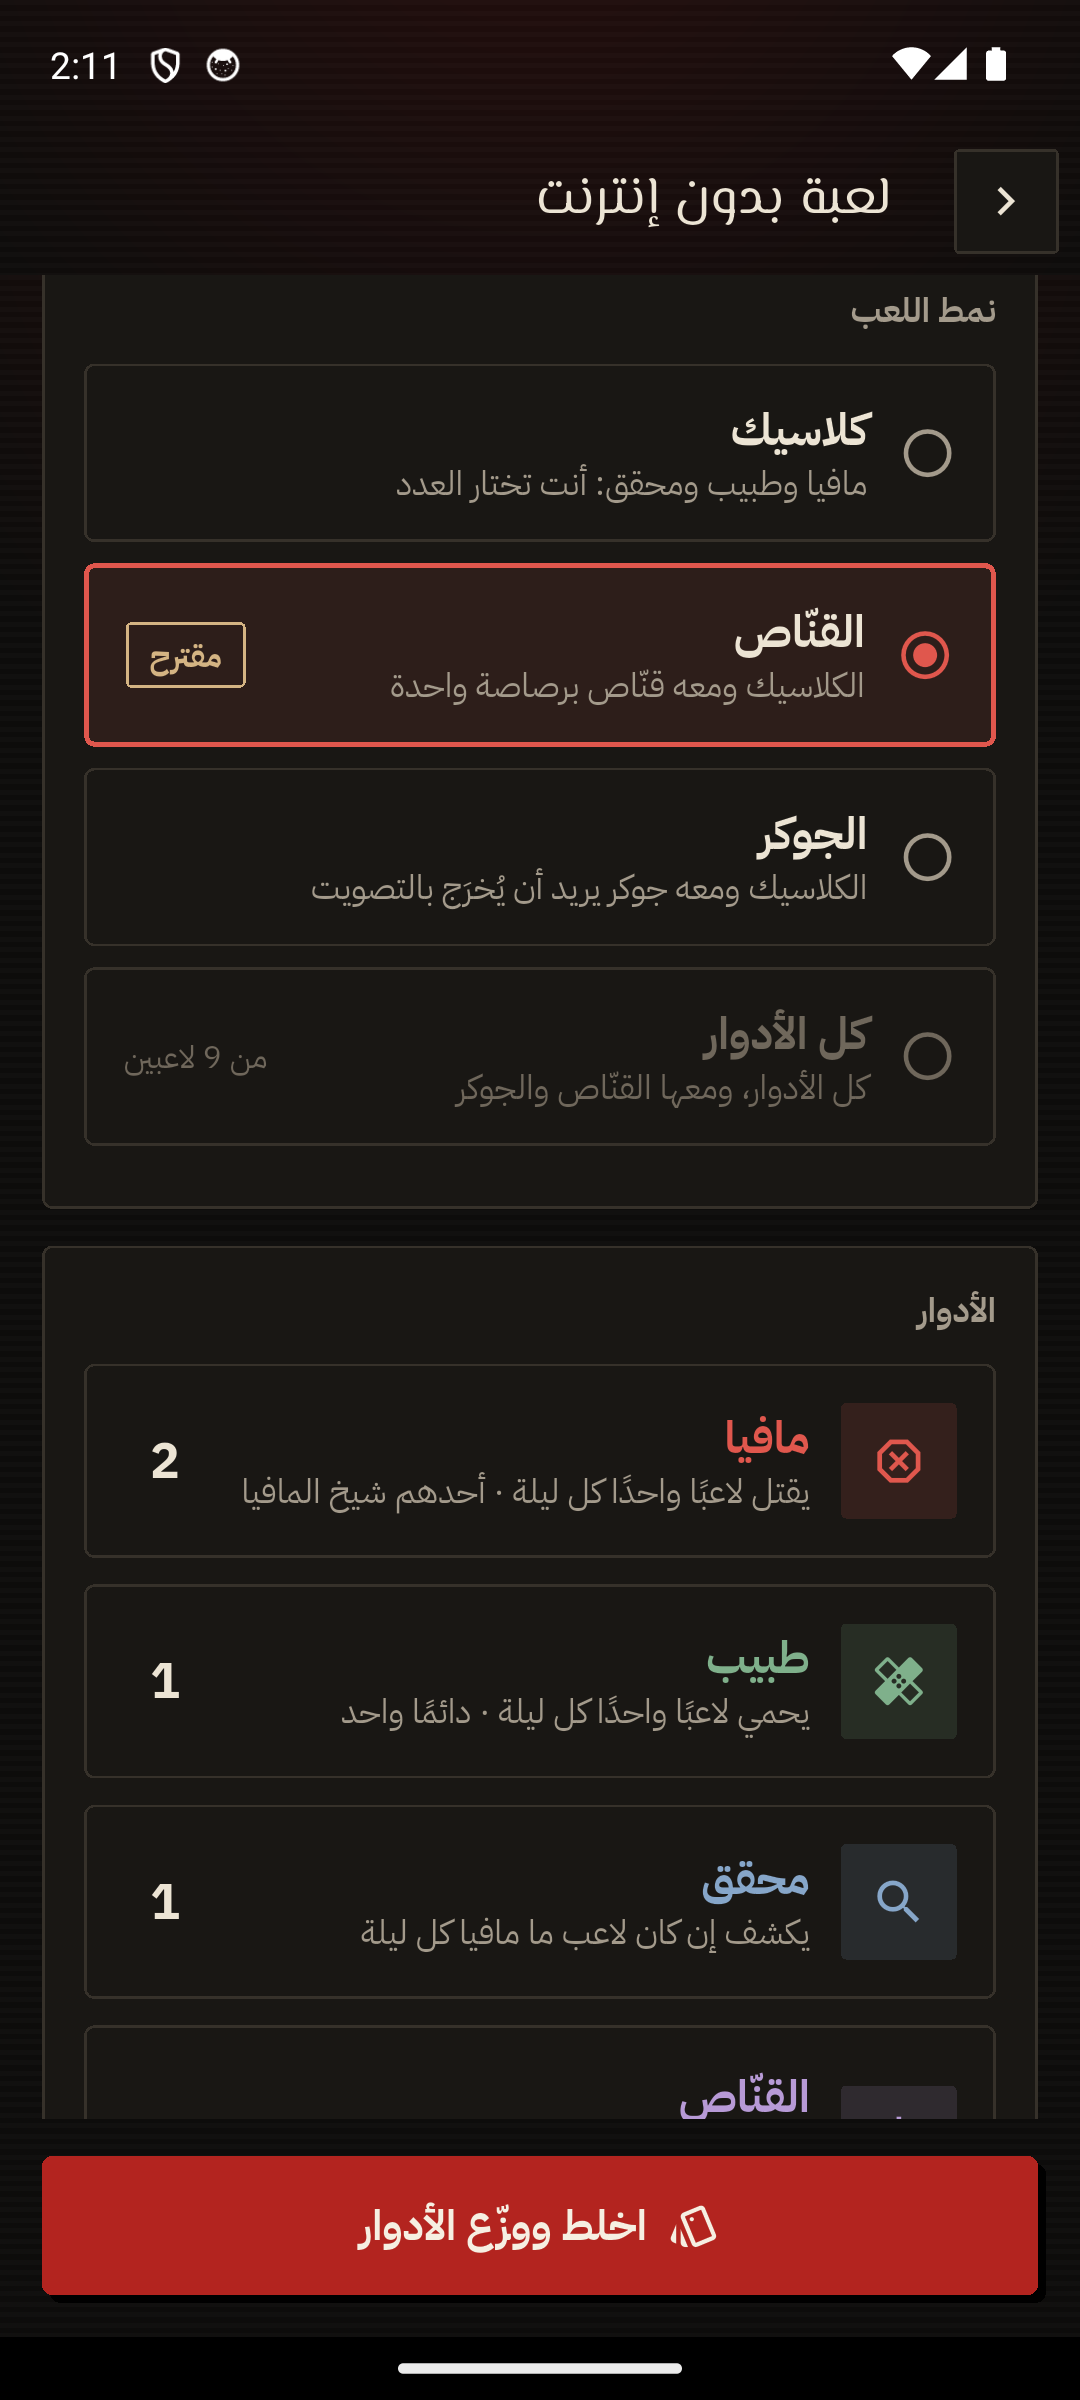 2:11
لعبة بدون إنترنت
نمط اللعب
كلاسيك
مافيا وطبيب ومحقق: أنت تختار العدد
القنّاص
الكلاسيك ومعه قنّاص برصاصة واحدة
مقترح
الجوكر
الكلاسيك ومعه جوكر يريد أن يُخرَج بالتصويت
كل الأدوار
كل الأدوار، ومعها القنّاص والجوكر
من 9 لاعبين
الأدوار
مافيا
يقتل لاعبًا واحدًا كل ليلة · أحدهم شيخ المافيا
2
طبيب
يحمي لاعبًا واحدًا كل ليلة · دائمًا واحد
1
محقق
يكشف إن كان لاعب ما مافيا كل ليلة
1
القنّاص
اخلط ووزّع الأدوار